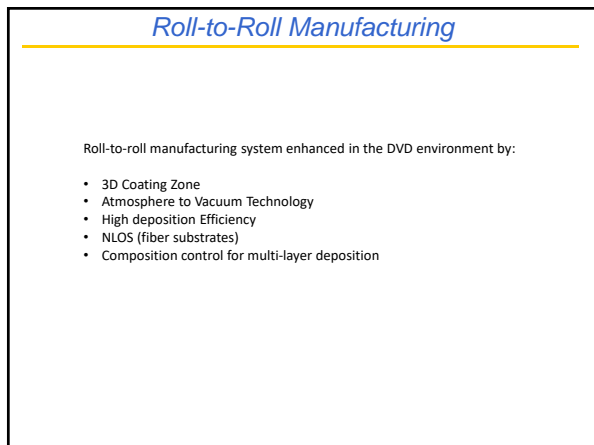 Roll-to-Roll Manufacturing
Roll-to-roll manufacturing system enhanced in the DVD environment by:
• 3D Coating Zone
• Atmosphere to Vacuum Technology
• High deposition Efficiency
• NLOS (fiber substrates)
• Composition control for multi-layer deposition